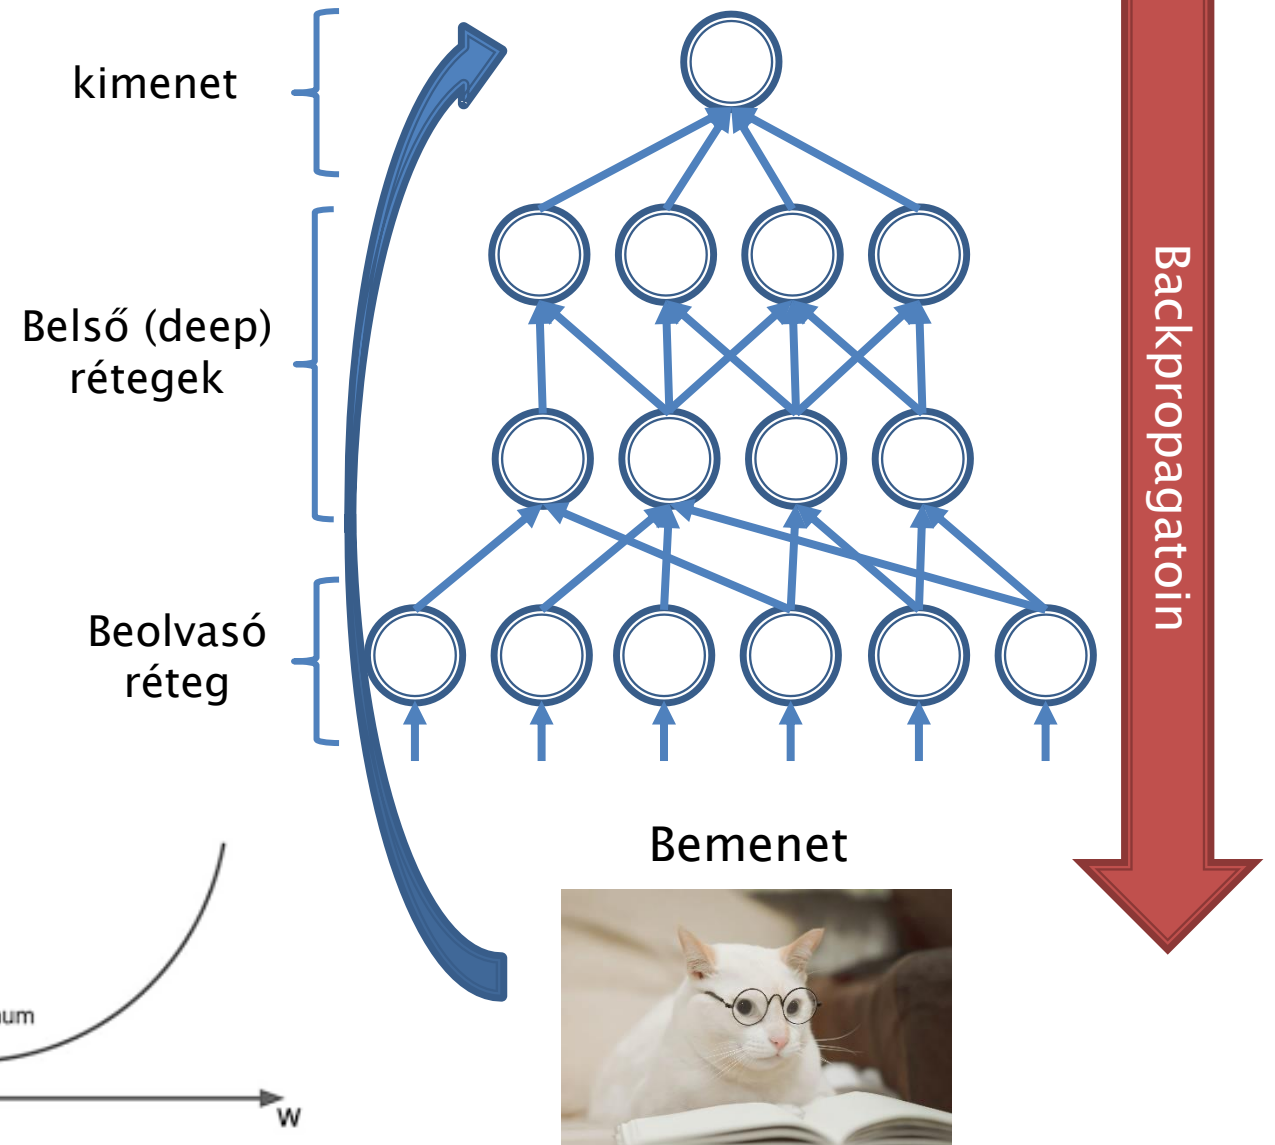 kimenet
Belső (deep)
rétegek
Beolvasó
réteg
Backpropagatoin
Bemenet
w